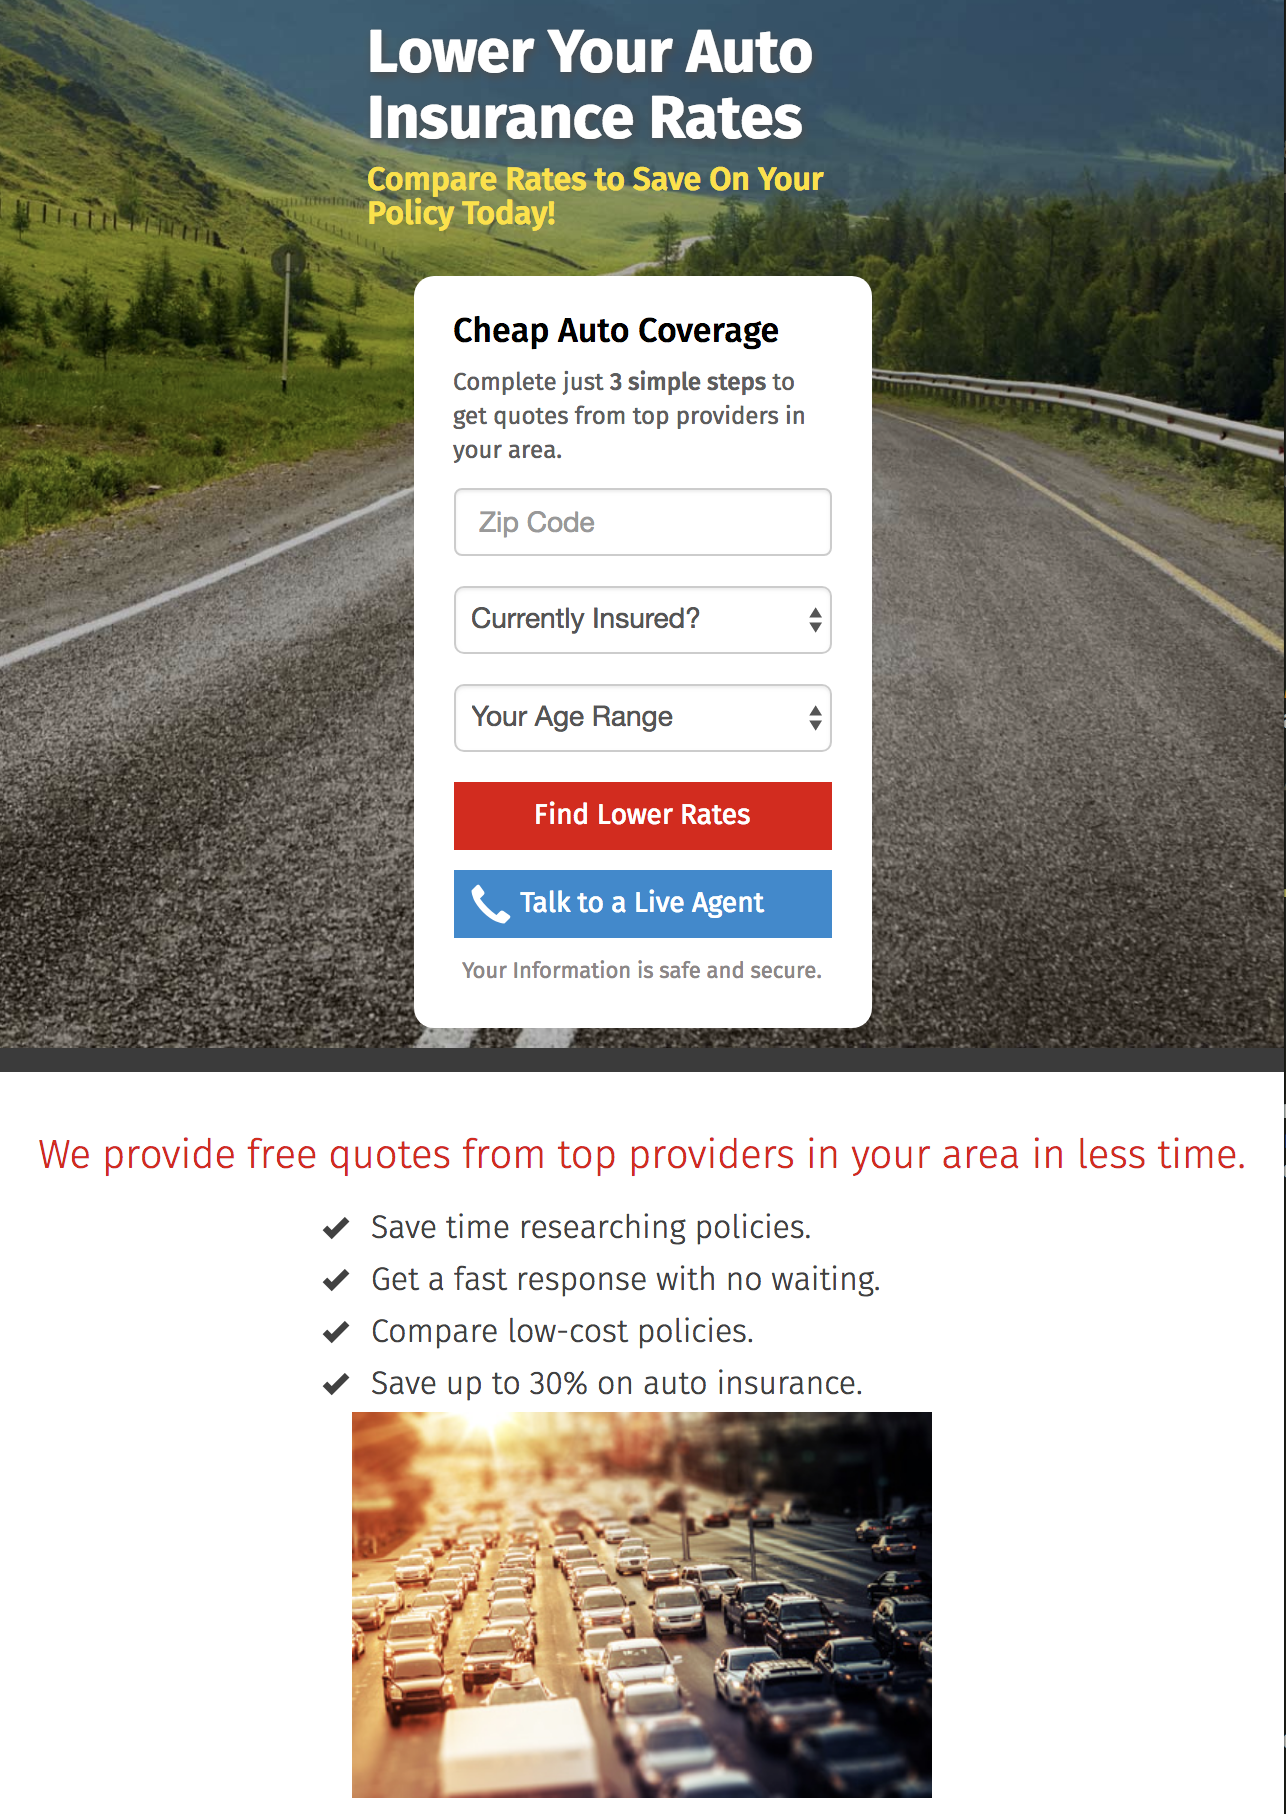 Lower Your Auto
Insurance Rates
Compare Rates to Save On Your
Policy Today!
Cheap Auto Coverage
Complete just 3 simple steps to
get quotes from top providers in
your area.
Zip Code
Currently Insured?
Your Age Range
Find Lower Rates
Talk to a Live Agent
Your Information is safe and secure.
We provide free quotes from top providers in your area in less time.
Save time researching policies.
Get a fast response with no waiting.
Compare low-cost policies.
Save up to 30% on auto insurance.